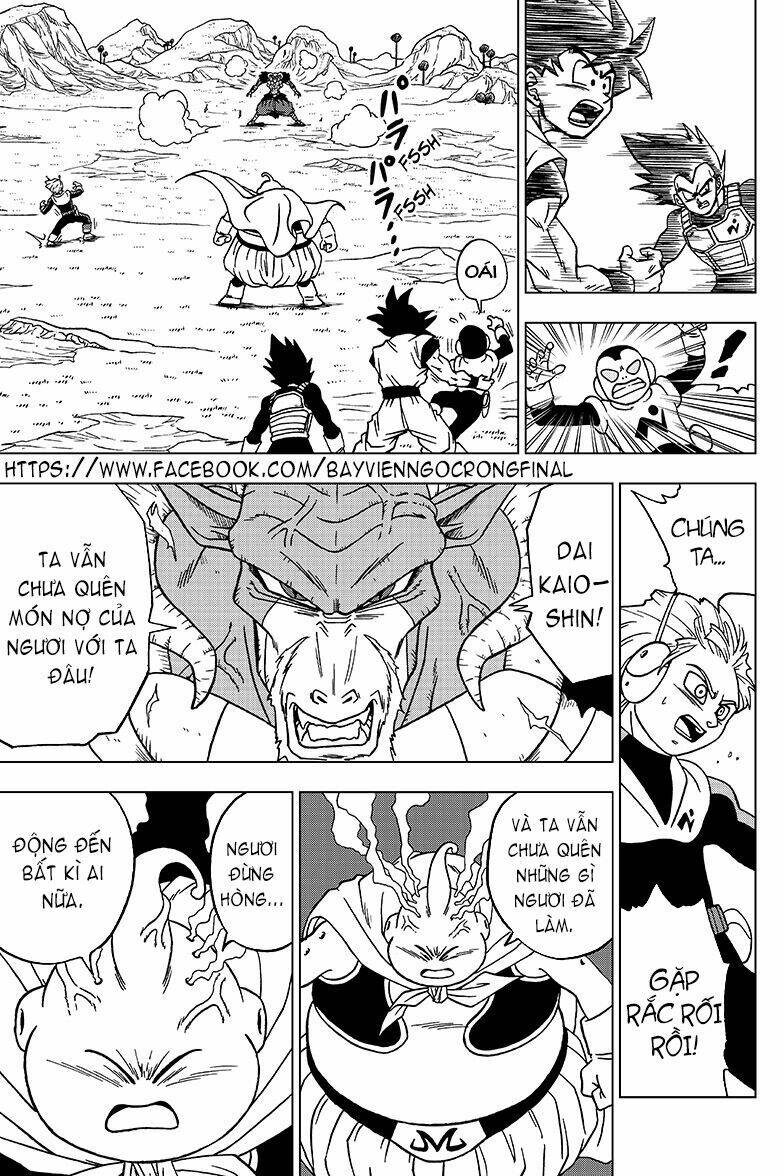 パラ
パラ...
FSSH
FSSH
OÁI
!
HTTPS://WWW.FACEBOOK.COM/BAYVIENNGOCRONGFINAL
CHÚNG
TA...
GẶP
RẮC RỐI
RỒI!
DAI
KAIO-
SHIN!
TA VẪN
CHƯA QUÊN
MÓN NỢ CỦA
NGƯƠI VỚI TA
ĐÂU!
VÀ TA VẪN
CHƯA QUÊN
NHỮNG GÌ
NGƯƠI ĐÃ
LÀM.
NGƯƠI
ĐỪNG
HÒNG...
ĐỘNG ĐẾN
BẤT KÌ AI
NỮA.
M